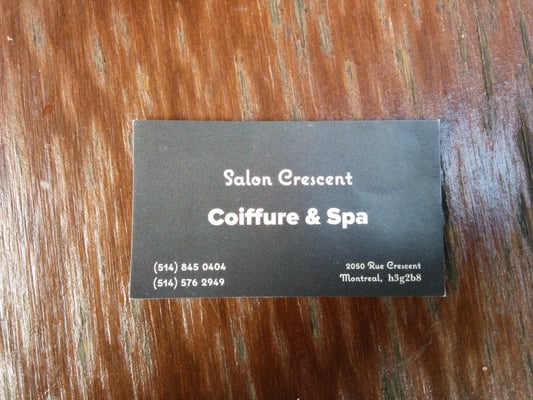 Salon Crescent
Coiffure & Spa
(514) 845 0404
(514) 576 2949
2050 Rue Crescent
Montreal, h3g2b8